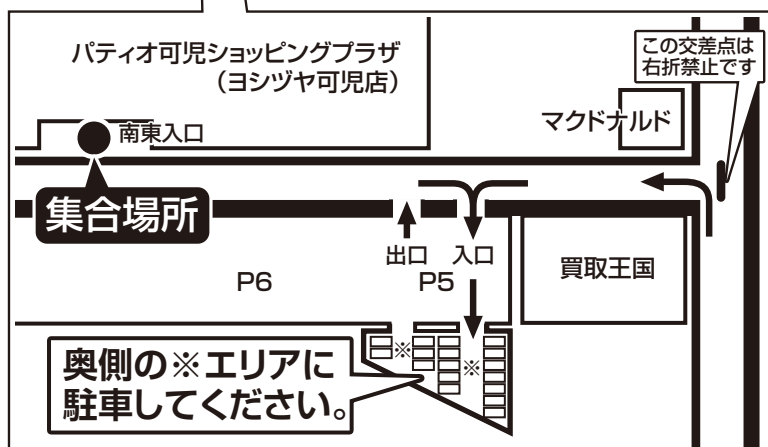 パティオ可児ショッピングプラザ
（ヨシヅヤ可児店）
この交差点は
右折禁止です
マクドナルド
南東入口
集合場所
出口
入口
P6
P5
買取王国
※
※
奥側の※エリアに
駐車してください。